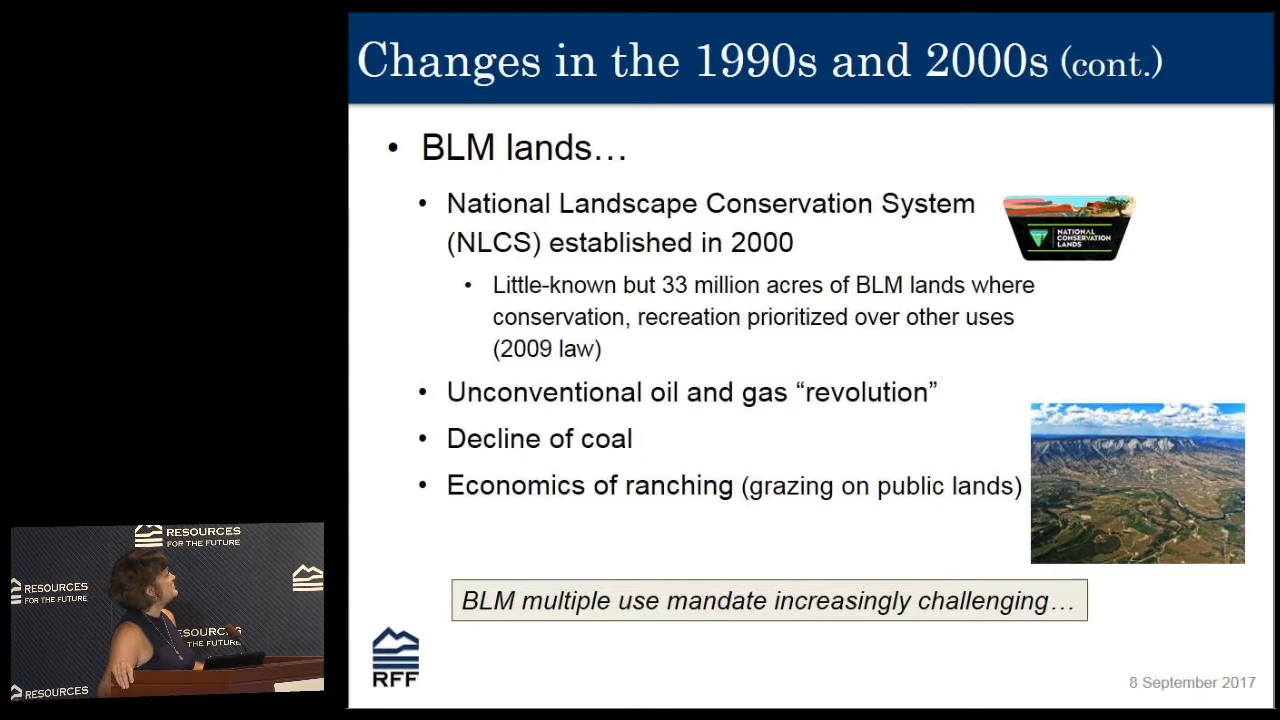 Changes in the 1990s and 2000s (cont.)
• BLM lands…
• National Landscape Conservation System
(NLCS) established in 2000
NATIONAL
CONSERVATION
LANDS
• Little-known but 33 million acres of BLM lands where
conservation, recreation prioritized over other uses
(2009 law)
• Unconventional oil and gas “revolution”
• Decline of coal
• Economics of ranching (grazing on public lands)
BLM multiple use mandate increasingly challenging…
RFF
8 September 2017
RESOURCES
FOR THE FUTURE
RESOURCES
FOR THE FUTURE
RESOURCES
THE FUTURE
RESOURCES